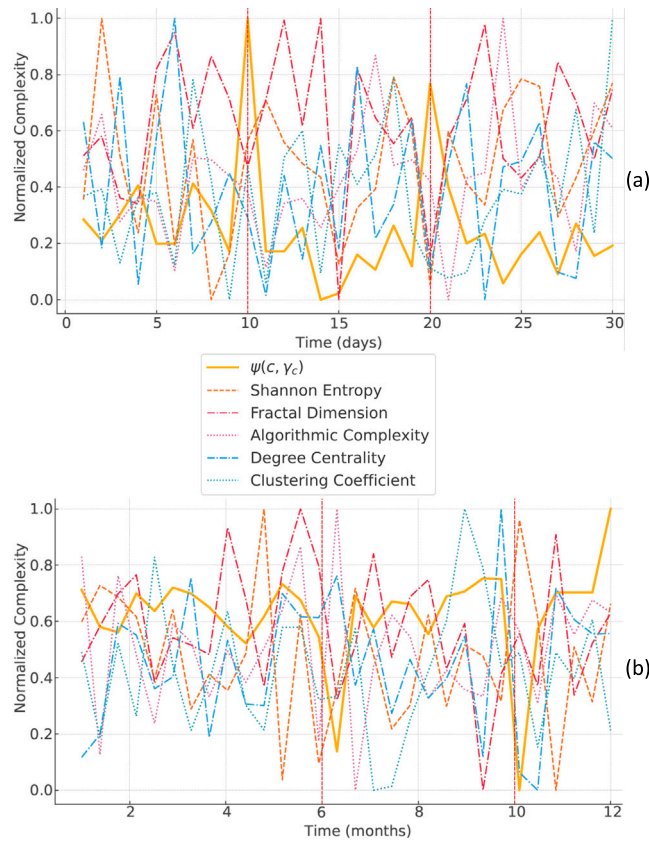 1.0
0.8
0.6
0.4
0.2
0.0
Normalized Complexity
0
5
10
15
20
25
30
Time (days)
(a)
ψ(c, γc)
Shannon Entropy
Fractal Dimension
Algorithmic Complexity
Degree Centrality
Clustering Coefficient
1.0
0.8
0.6
0.4
0.2
0.0
Normalized Complexity
2
4
6
8
10
12
Time (months)
(b)